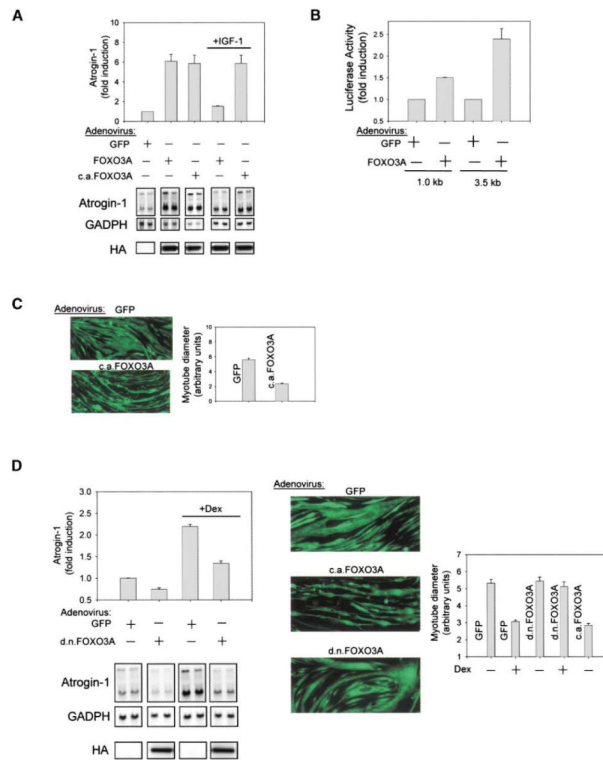 A
+IGF-1
Atrogin-1
(fold induction)
10
8
6
4
2
0
Adenovirus:
GFP + − − − −
FOXO3A − + − + −
c.a.FOXO3A − − + − +
Atrogin-1
GADPH
HA
B
Luciferase Activity
(fold induction)
3.0
2.5
2.0
1.5
1.0
0.5
Adenovirus:
GFP + − + −
FOXO3A − + − +
1.0 kb 3.5 kb
C
Adenovirus: GFP
c.a.FOXO3A
Myotube diameter
(arbitrary units)
10
8
6
4
2
0
GFP
c.a.FOXO3A
D
+Dex
Atrogin-1
(fold induction)
3.0
2.5
2.0
1.5
1.0
0.5
Adenovirus:
GFP + − + −
d.n.FOXO3A − + − +
Atrogin-1
GADPH
HA
Adenovirus:
GFP
c.a.FOXO3A
d.n.FOXO3A
Myotube diameter
(arbitrary units)
7
6
5
4
3
2
1
GFP
GFP
d.n.FOXO3A
d.n.FOXO3A
c.a.FOXO3A
Dex − + − + −